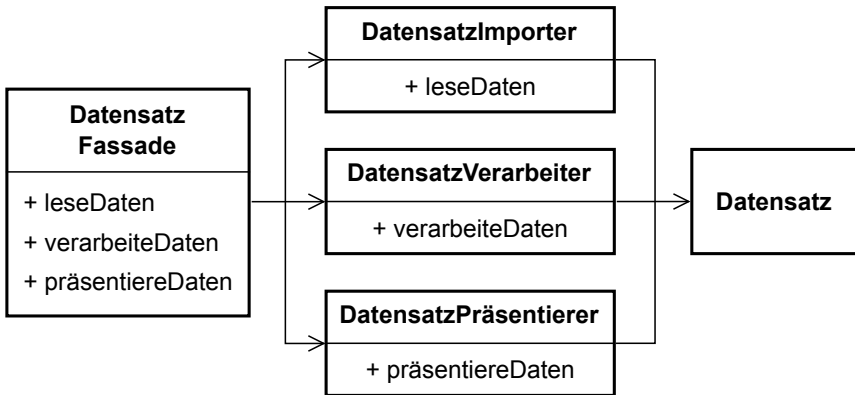 Datensatz
Fassade
+ leseDaten
+ verarbeiteDaten
+ präsentiereDaten
DatensatzImporter
+ leseDaten
DatensatzVerarbeiter
+ verarbeiteDaten
DatensatzPräsentierer
+ präsentiereDaten
Datensatz